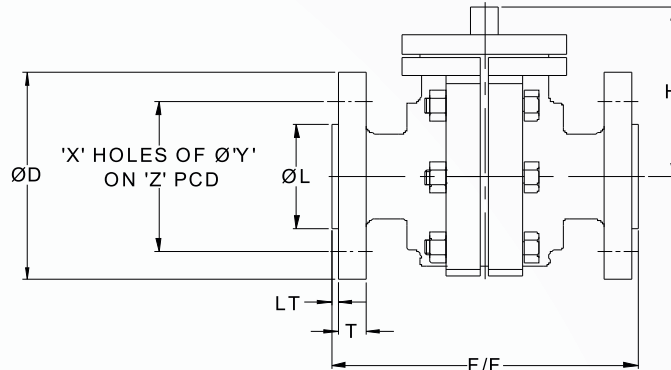 H
'X' HOLES OF Ø'Y'
ON 'Z' PCD
ØD
ØL
LT
T
F/F